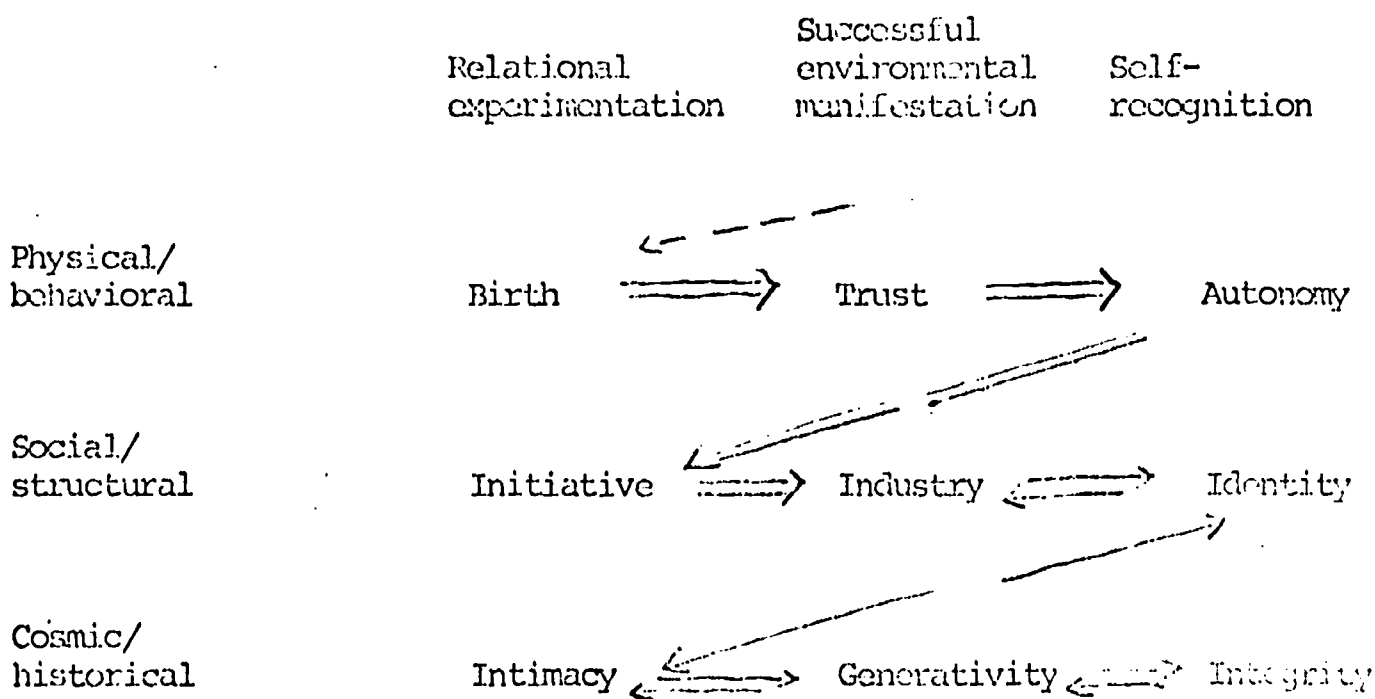 Relational
experimentation
Successful
environmental
manifestation
Self-
recognition
Physical/
behavioral
Birth
Trust
Autonomy
Social/
structural
Initiative
Industry
Identity
Cosmic/
historical
Intimacy
Generativity
Integrity